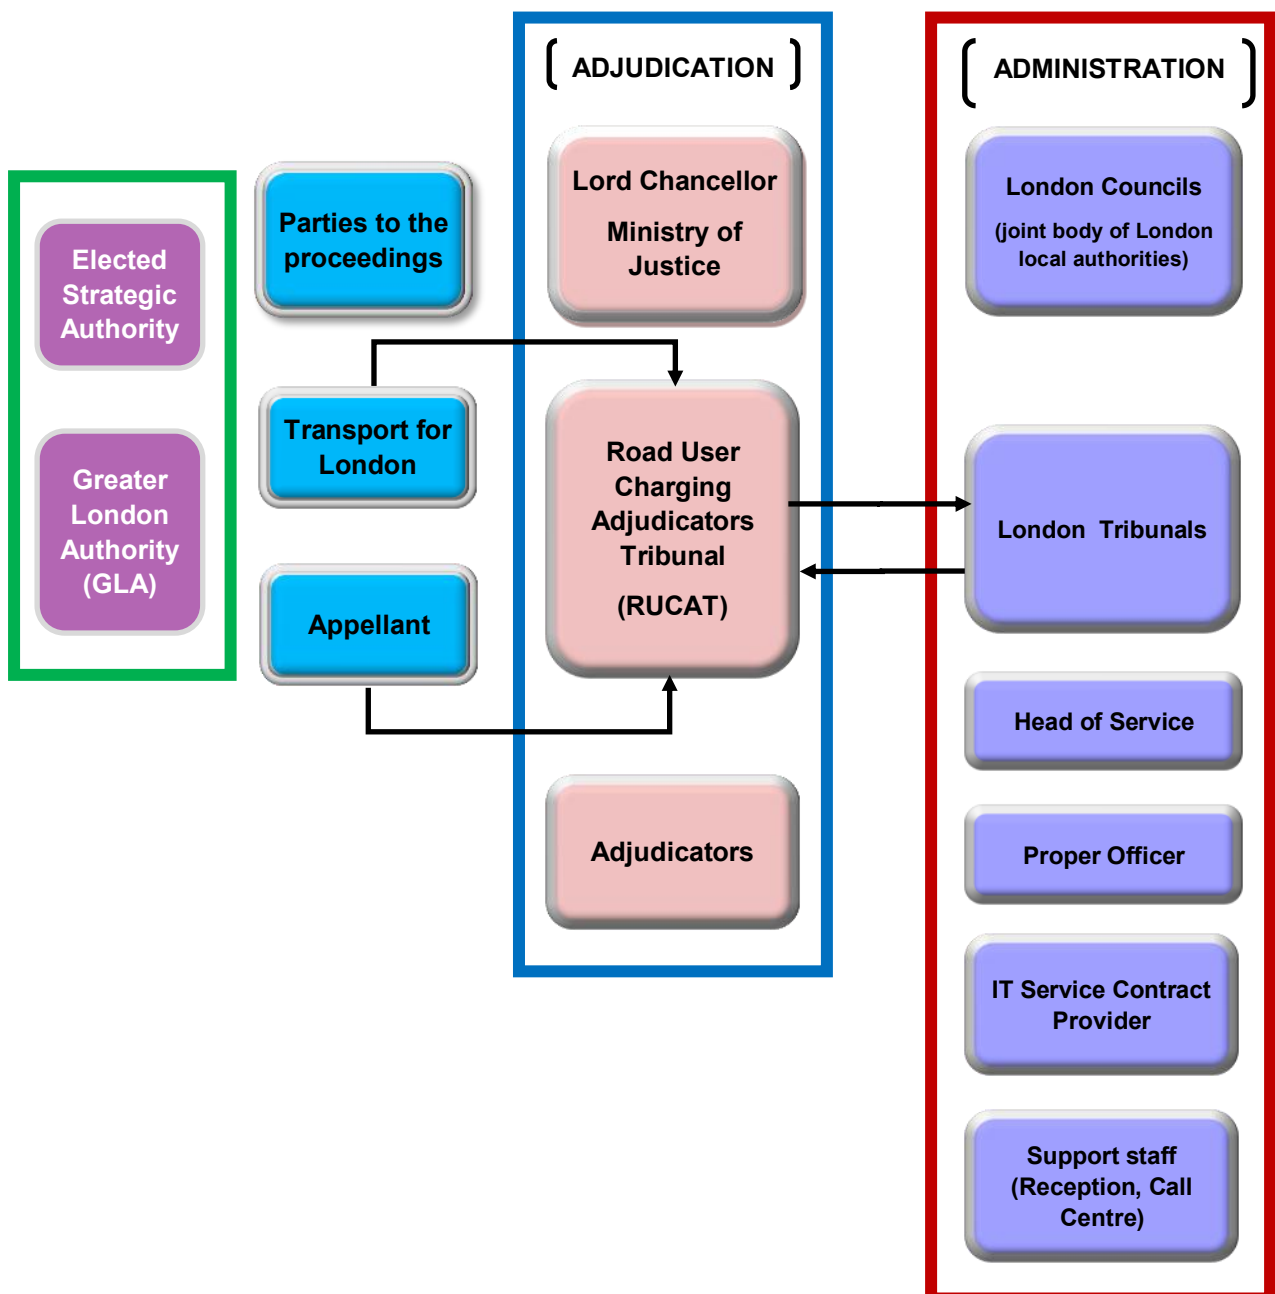 Elected
Strategic
Authority
Greater
London
Authority
(GLA)
Parties to the
proceedings
Transport for
London
Appellant
ADJUDICATION
Lord Chancellor
Ministry of
Justice
Road User
Charging
Adjudicators
Tribunal
(RUCAT)
Adjudicators
ADMINISTRATION
London Councils
(joint body of London
local authorities)
London Tribunals
Head of Service
Proper Officer
IT Service Contract
Provider
Support staff
(Reception, Call
Centre)